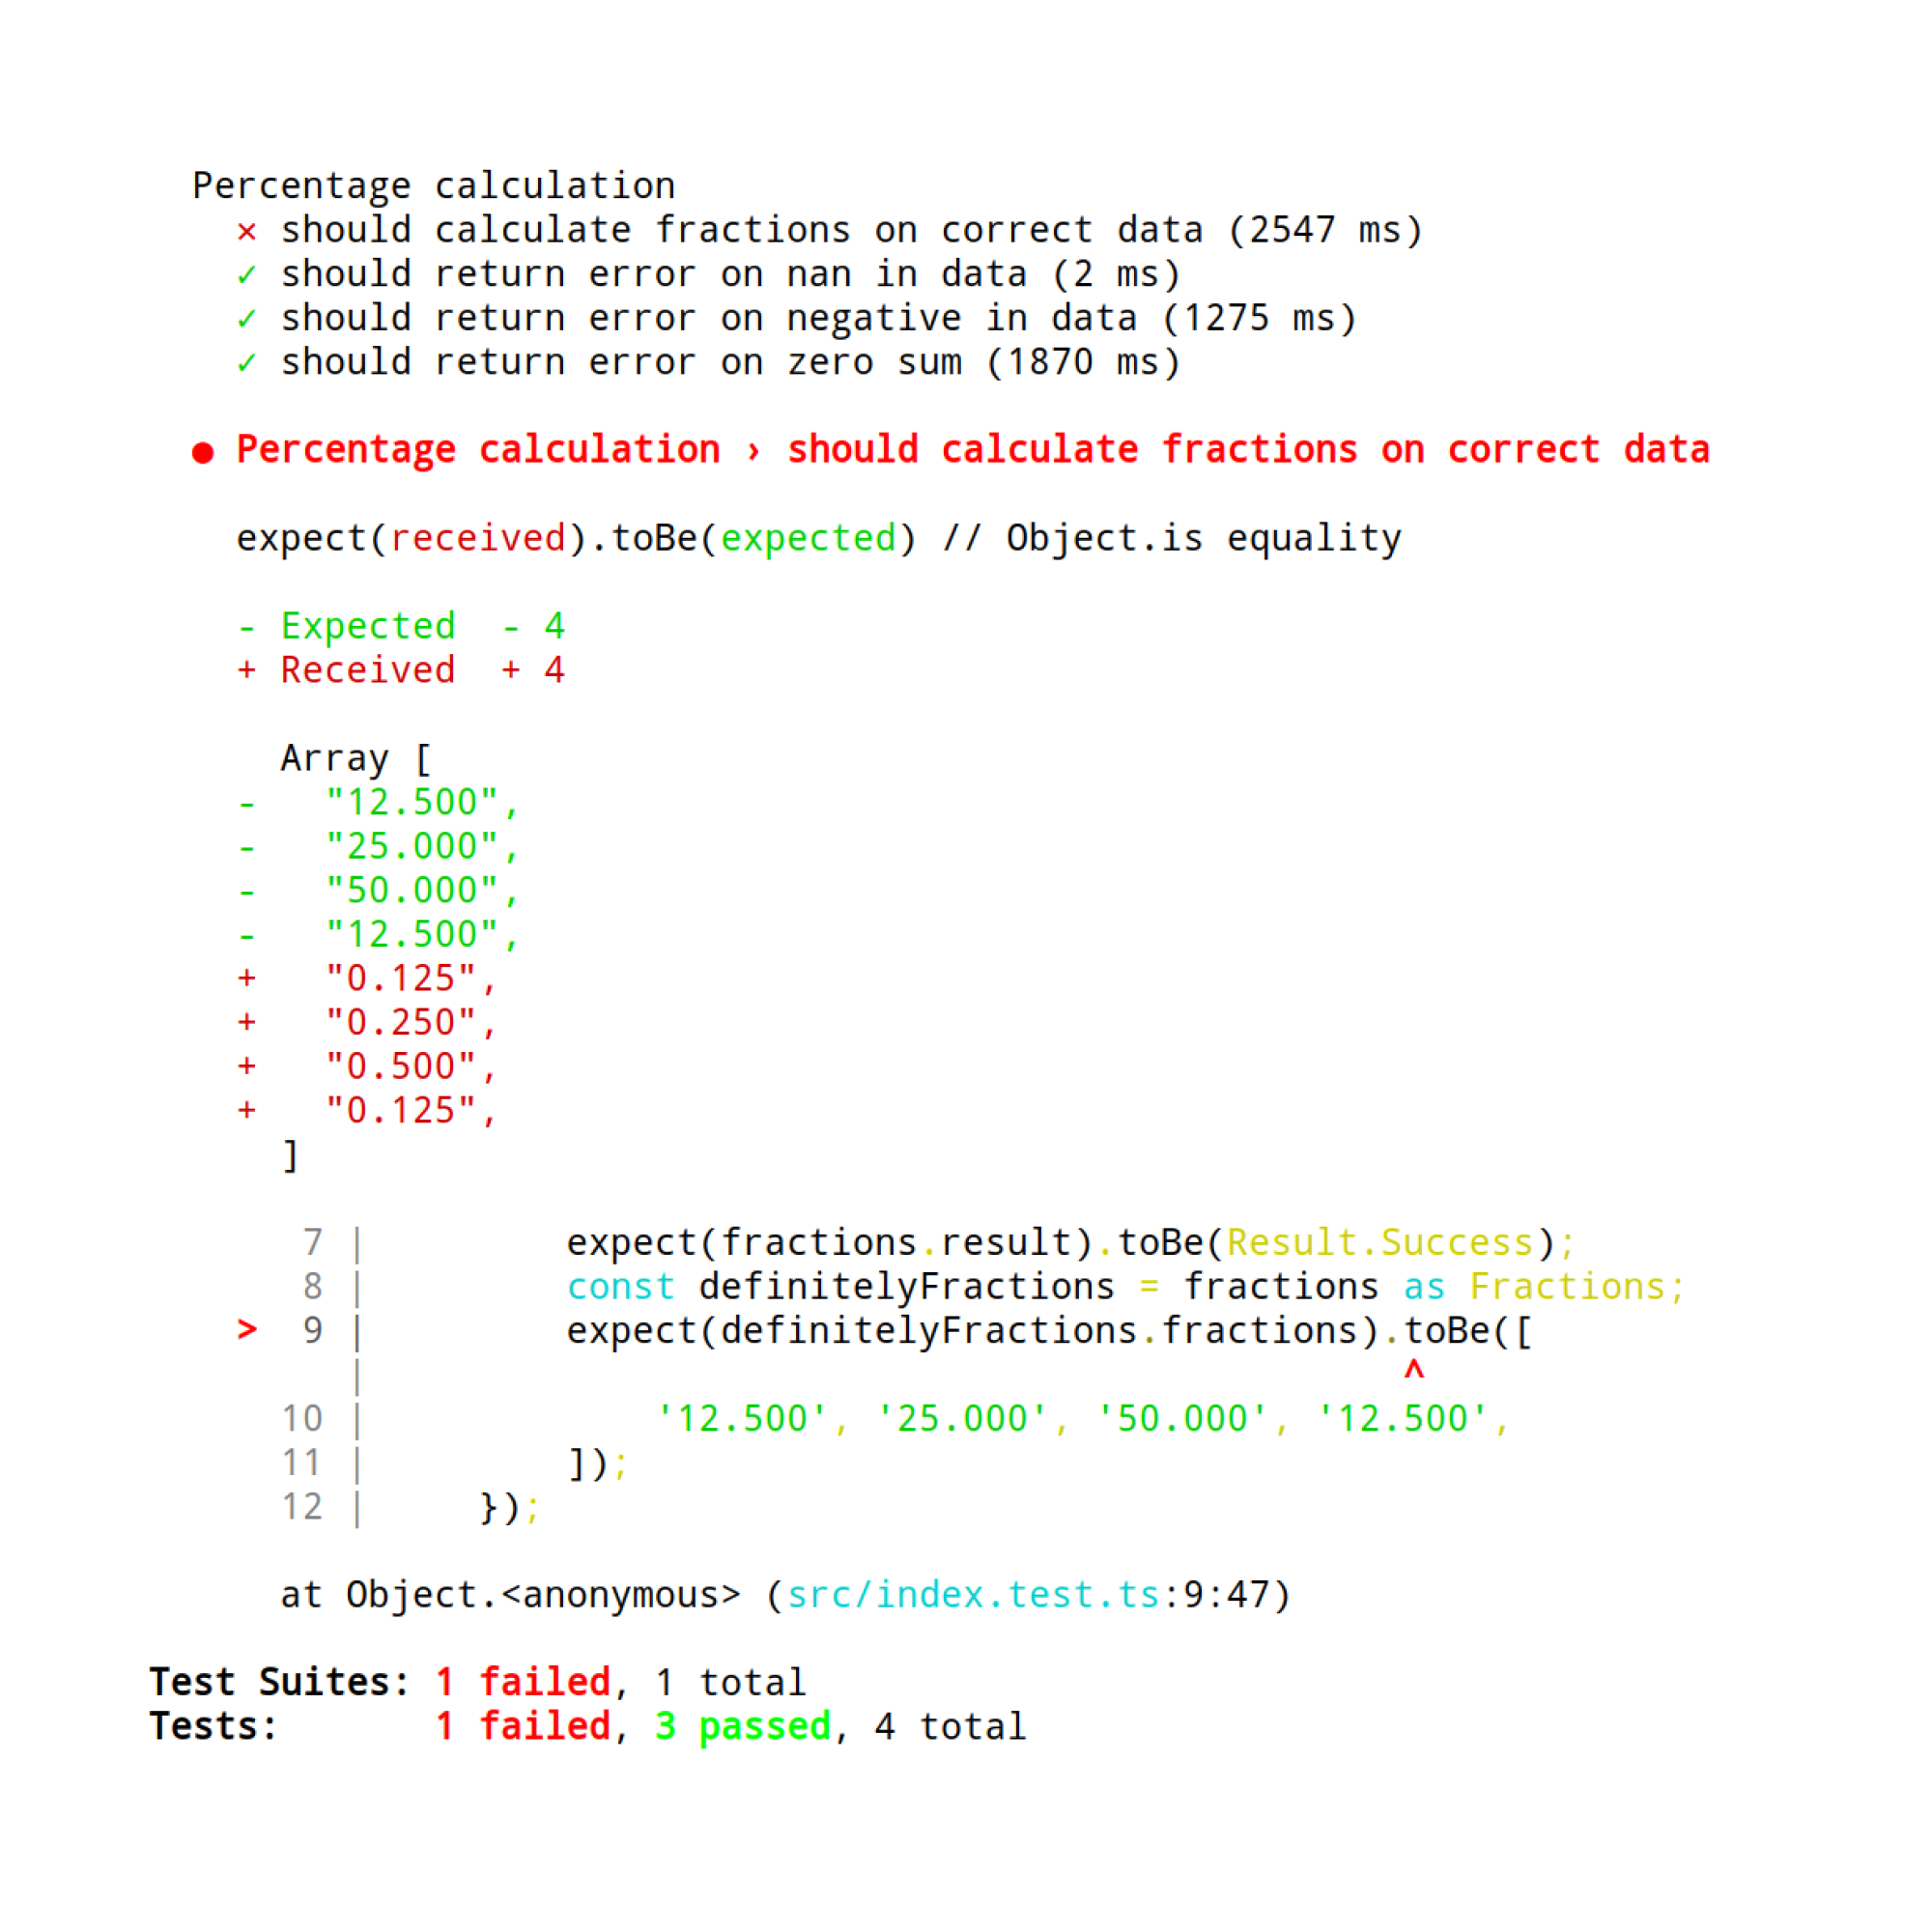 Percentage calculation
✕ should calculate fractions on correct data (2547 ms)
✓ should return error on nan in data (2 ms)
✓ should return error on negative in data (1275 ms)
✓ should return error on zero sum (1870 ms)
● Percentage calculation › should calculate fractions on correct data
expect(received).toBe(expected) // Object.is equality
- Expected  - 4
+ Received  + 4
Array [
-   "12.500",
-   "25.000",
-   "50.000",
-   "12.500",
+   "0.125",
+   "0.250",
+   "0.500",
+   "0.125",
]
7 |         expect(fractions.result).toBe(Result.Success);
8 |         const definitelyFractions = fractions as Fractions;
> 9 |         expect(definitelyFractions.fractions).toBe([
|                                               ^
10 |             '12.500', '25.000', '50.000', '12.500',
11 |         ]);
12 |     });
at Object.<anonymous> (src/index.test.ts:9:47)
Test Suites: 1 failed, 1 total
Tests:       1 failed, 3 passed, 4 total